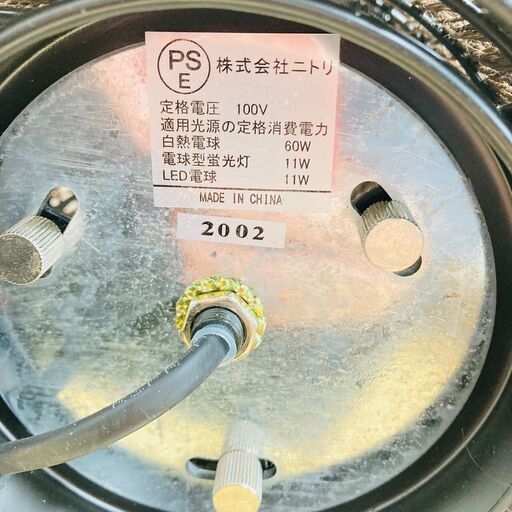 PS E 株式会社ニトリ
定格電圧 100V
適用光源の定格消費電力
白熱電球 60W
電球型蛍光灯 11W
LED電球 11W
MADE IN CHINA
2002